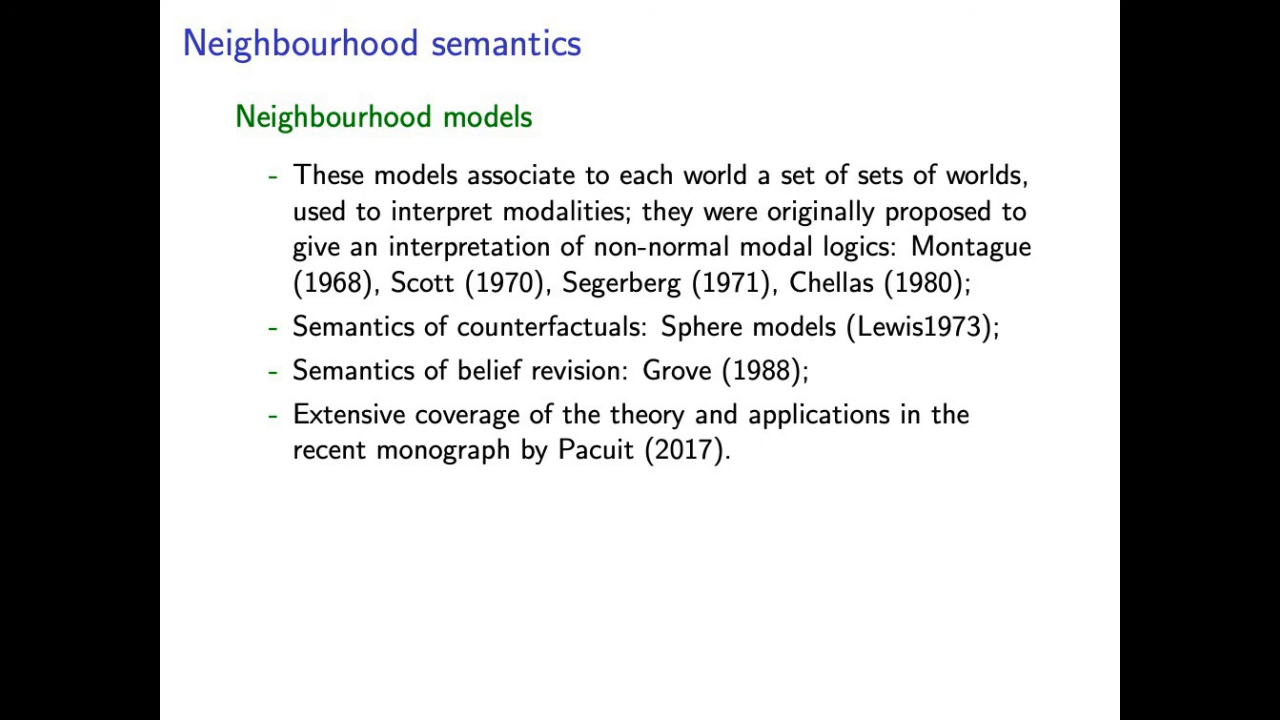 Neighbourhood semantics
Neighbourhood models
- These models associate to each world a set of sets of worlds,
used to interpret modalities; they were originally proposed to
give an interpretation of non-normal modal logics: Montague
(1968), Scott (1970), Segerberg (1971), Chellas (1980);
- Semantics of counterfactuals: Sphere models (Lewis1973);
- Semantics of belief revision: Grove (1988);
- Extensive coverage of the theory and applications in the
recent monograph by Pacuit (2017).